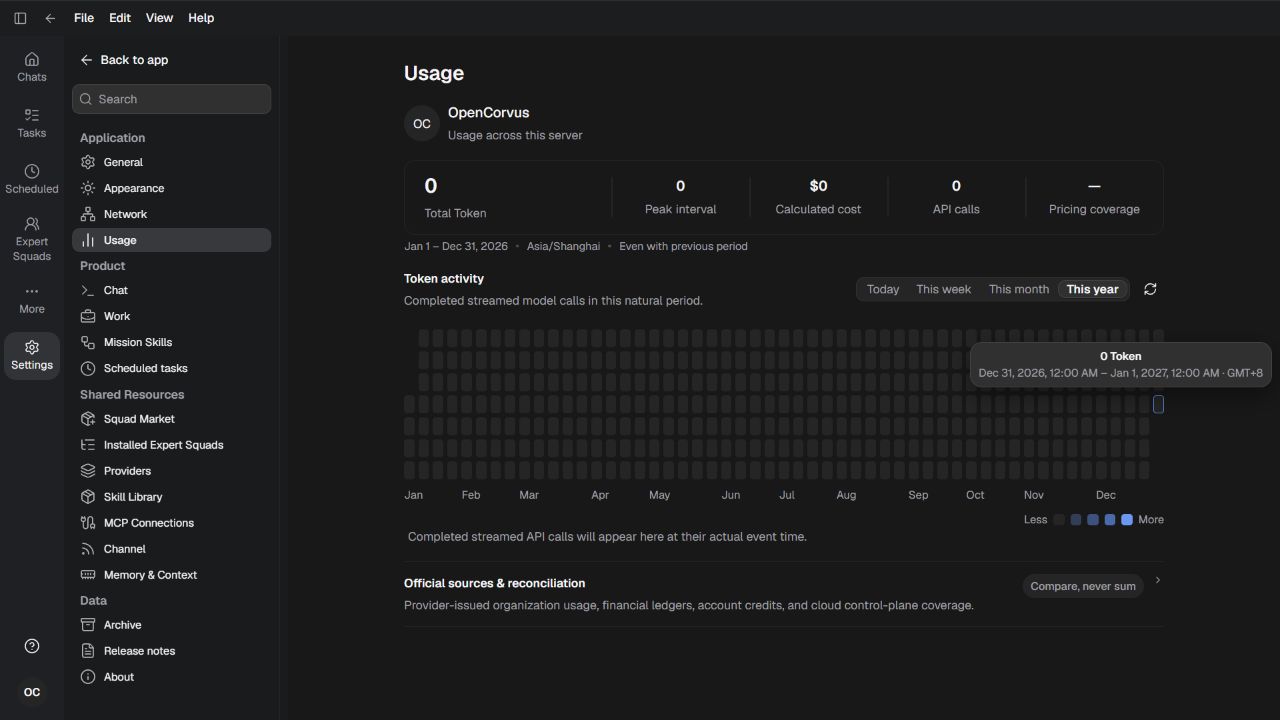 File Edit View Help
Chats
Tasks
Scheduled
Expert
Squads
More
Settings
OC
Back to app
Search
Application
General
Appearance
Network
Usage
Product
Chat
Work
Mission Skills
Scheduled tasks
Shared Resources
Squad Market
Installed Expert Squads
Providers
Skill Library
MCP Connections
Channel
Memory & Context
Data
Archive
Release notes
About
Usage
OC
OpenCorvus
Usage across this server
0
Total Token
0
Peak interval
$0
Calculated cost
0
API calls
—
Pricing coverage
Jan 1 – Dec 31, 2026 • Asia/Shanghai • Even with previous period
Token activity
Completed streamed model calls in this natural period.
Today This week This month This year
0 Token
Dec 31, 2026, 12:00 AM – Jan 1, 2027, 12:00 AM · GMT+8
Jan Feb Mar Apr May Jun Jul Aug Sep Oct Nov Dec
Less More
Completed streamed API calls will appear here at their actual event time.
Official sources & reconciliation
Provider-issued organization usage, financial ledgers, account credits, and cloud control-plane coverage.
Compare, never sum